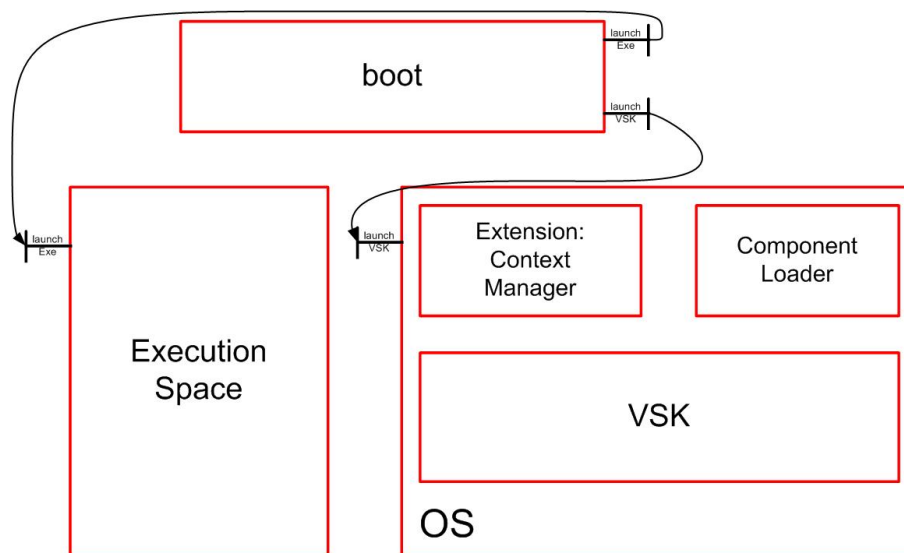 launch
Exe
boot
launch
VSK
launch
Exe
launch
VSK
Extension:
Context
Manager
Component
Loader
Execution
Space
VSK
OS